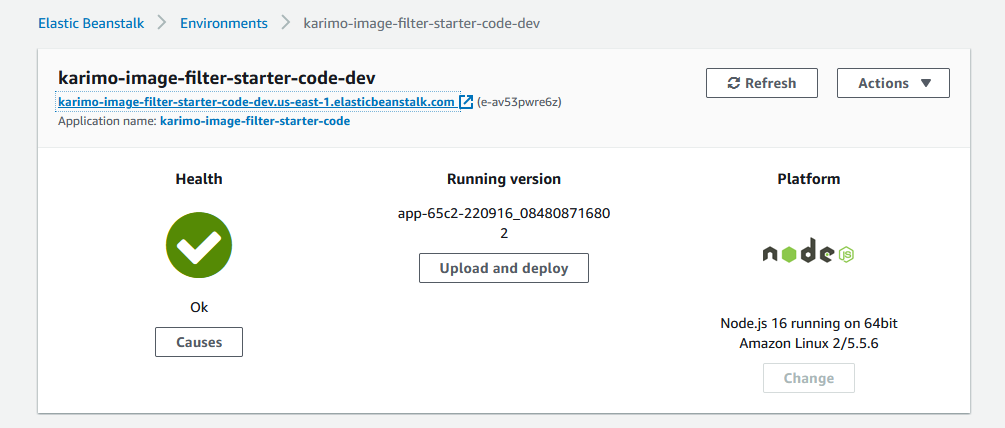 Elastic Beanstalk > Environments > karimo-image-filter-starter-code-dev
karimo-image-filter-starter-code-dev
Refresh
Actions
karimo-image-filter-starter-code-dev.us-east-1.elasticbeanstalk.com (e-av53pwre6z)
Application name: karimo-image-filter-starter-code
Health
Running version
Platform
app-65c2-220916_08480871680
2
Upload and deploy
node
JS
Ok
Causes
Node.js 16 running on 64bit
Amazon Linux 2/5.5.6
Change